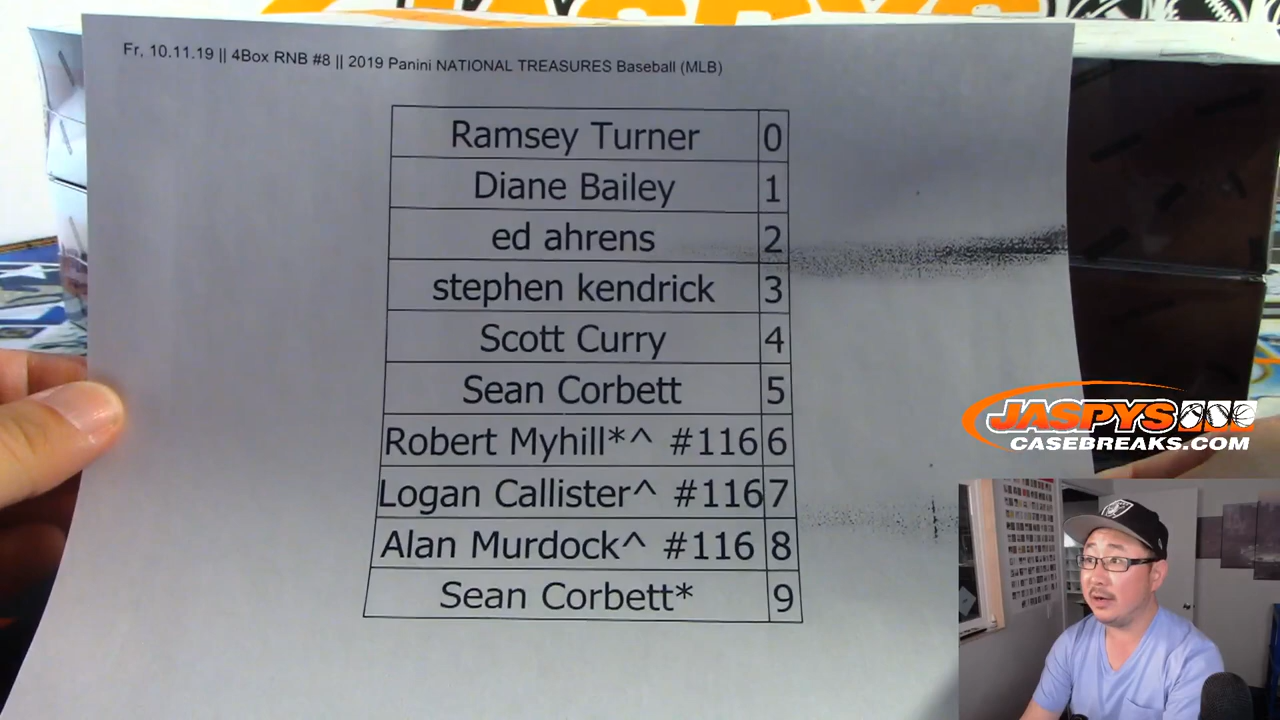 JASPYS
Fr, 10.11.19 || 4Box RNB #8 || 2019 Panini NATIONAL TREASURES Baseball (MLB)
Ramsey Turner 0
Diane Bailey 1
ed ahrens 2
stephen kendrick 3
Scott Curry 4
Sean Corbett 5
Robert Myhill*^ #116 6
Logan Callister^ #116 7
Alan Murdock^ #116 8
Sean Corbett* 9
JASPYS
CASEBREAKS.COM